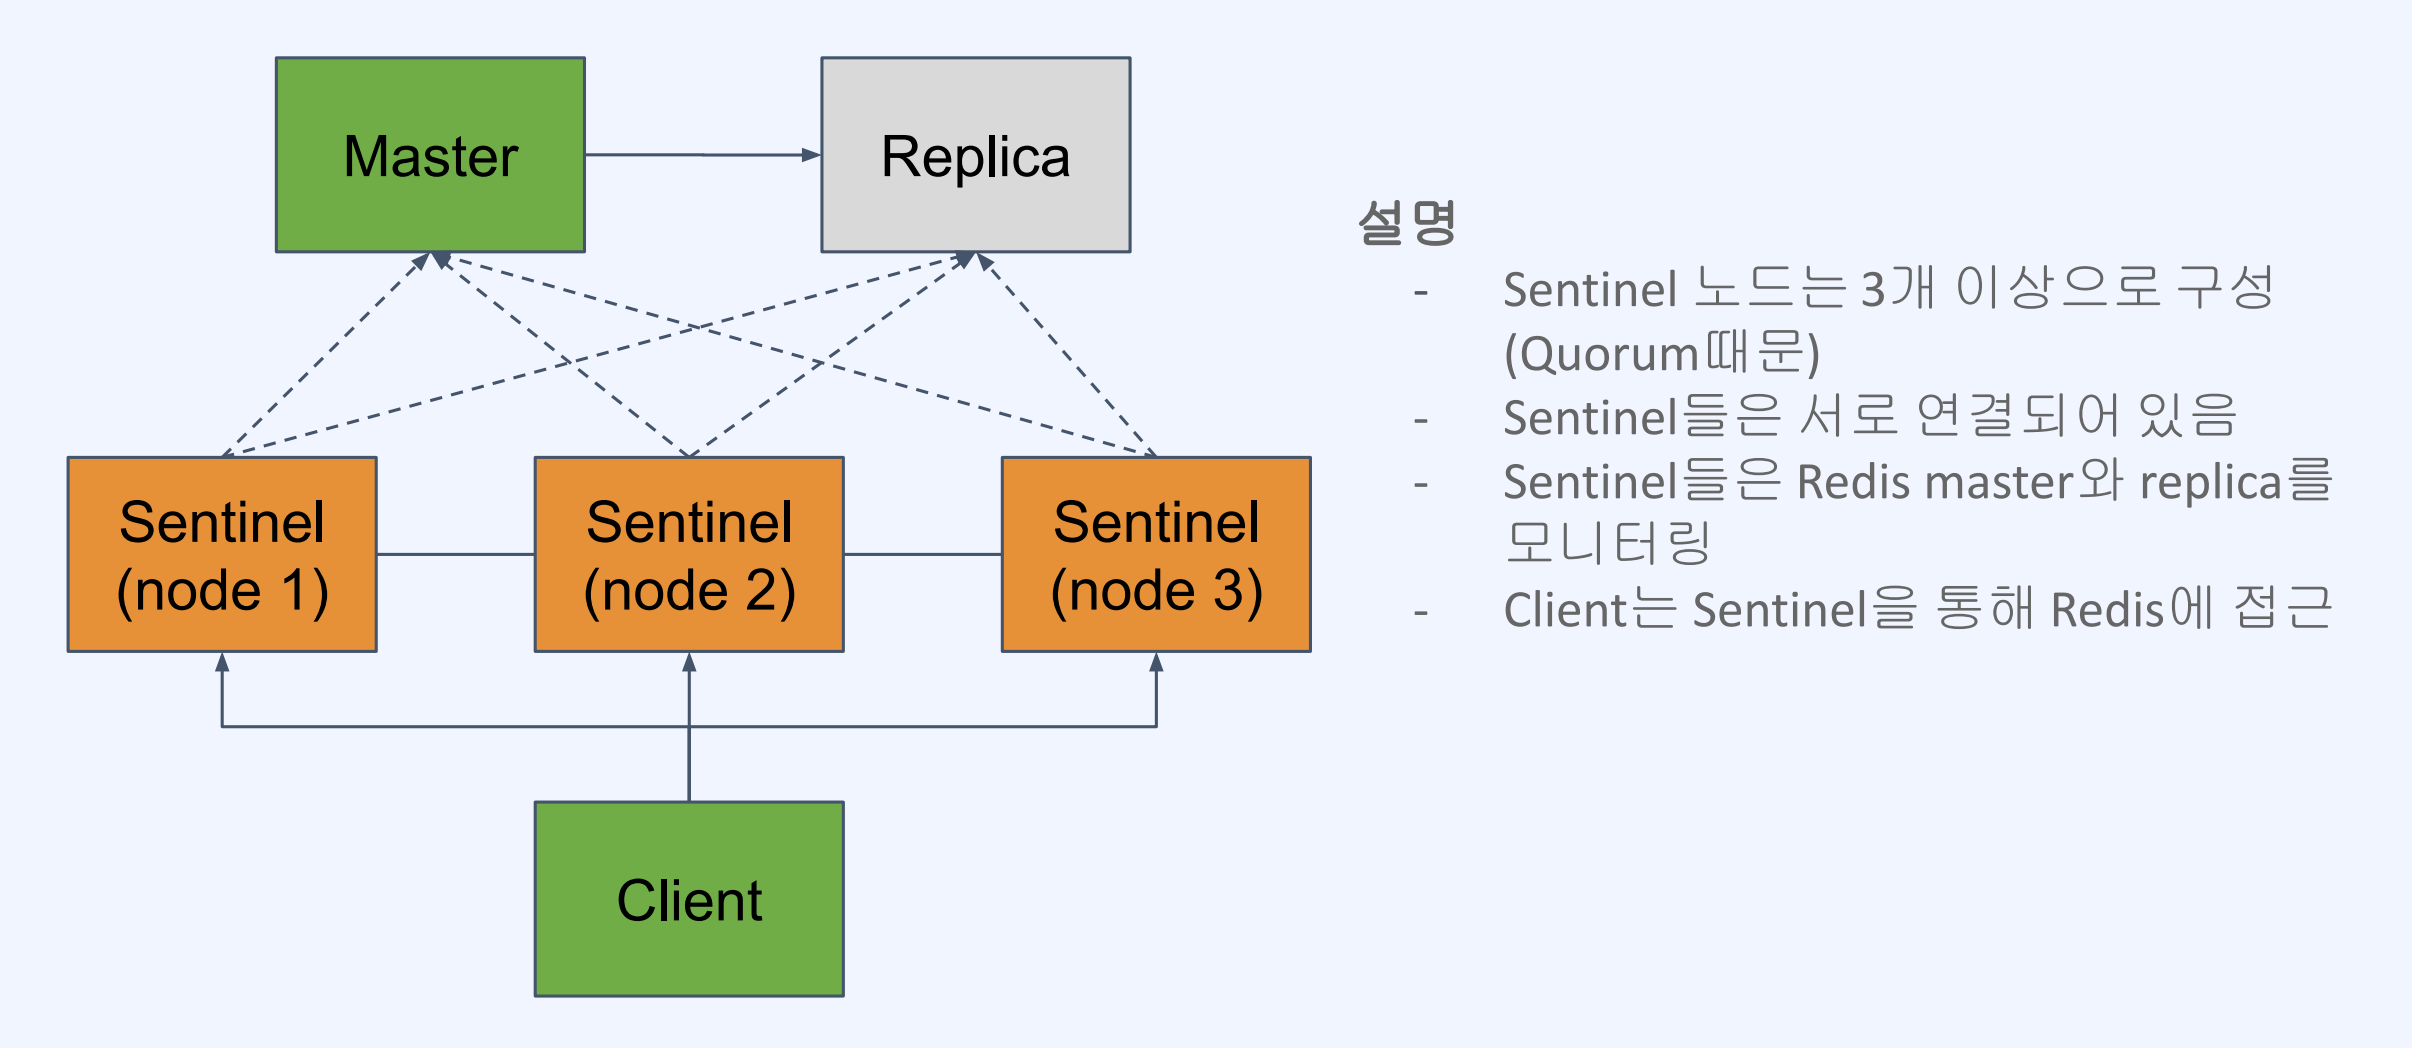 Master
Replica
Sentinel
(node 1)
Sentinel
(node 2)
Sentinel
(node 3)
Client
설명
- Sentinel 노드는 3개 이상으로 구성
(Quorum때문)
- Sentinel들은 서로 연결되어 있음
- Sentinel들은 Redis master와 replica를
모니터링
- Client는 Sentinel을 통해 Redis에 접근